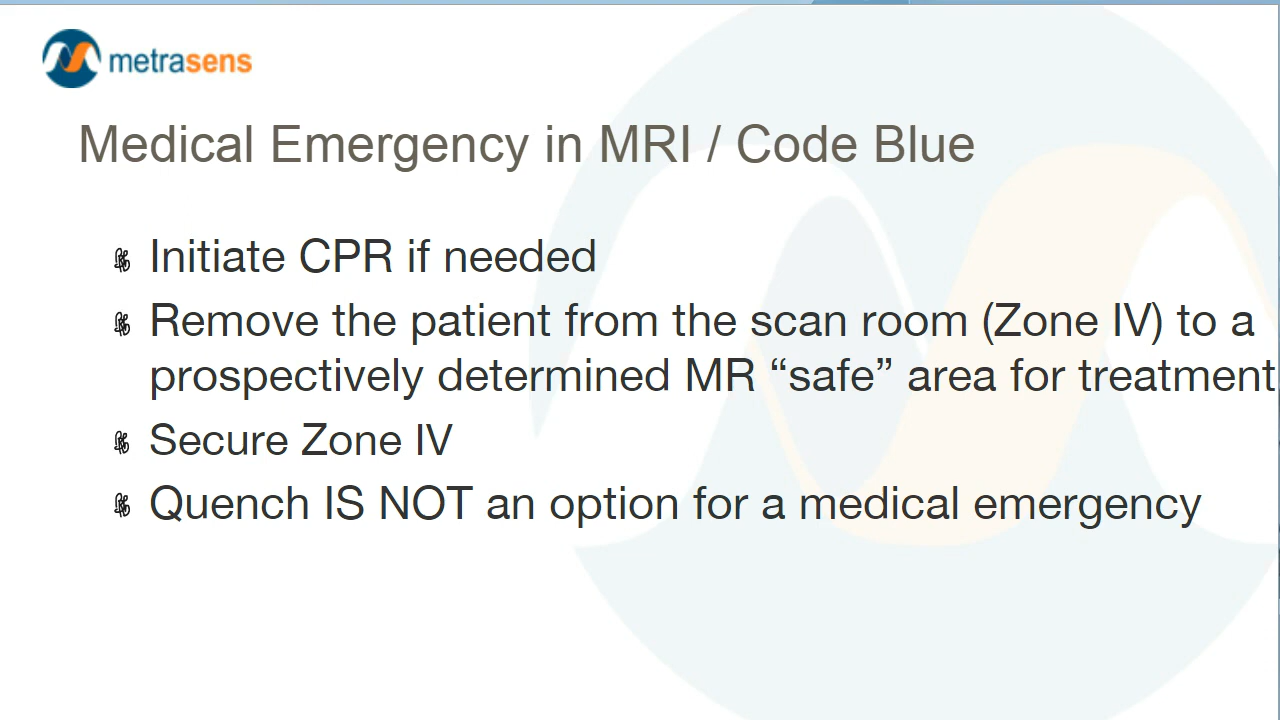 metrasens
Medical Emergency in MRI / Code Blue
Initiate CPR if needed
Remove the patient from the scan room (Zone IV) to a
prospectively determined MR “safe” area for treatment
Secure Zone IV
Quench IS NOT an option for a medical emergency